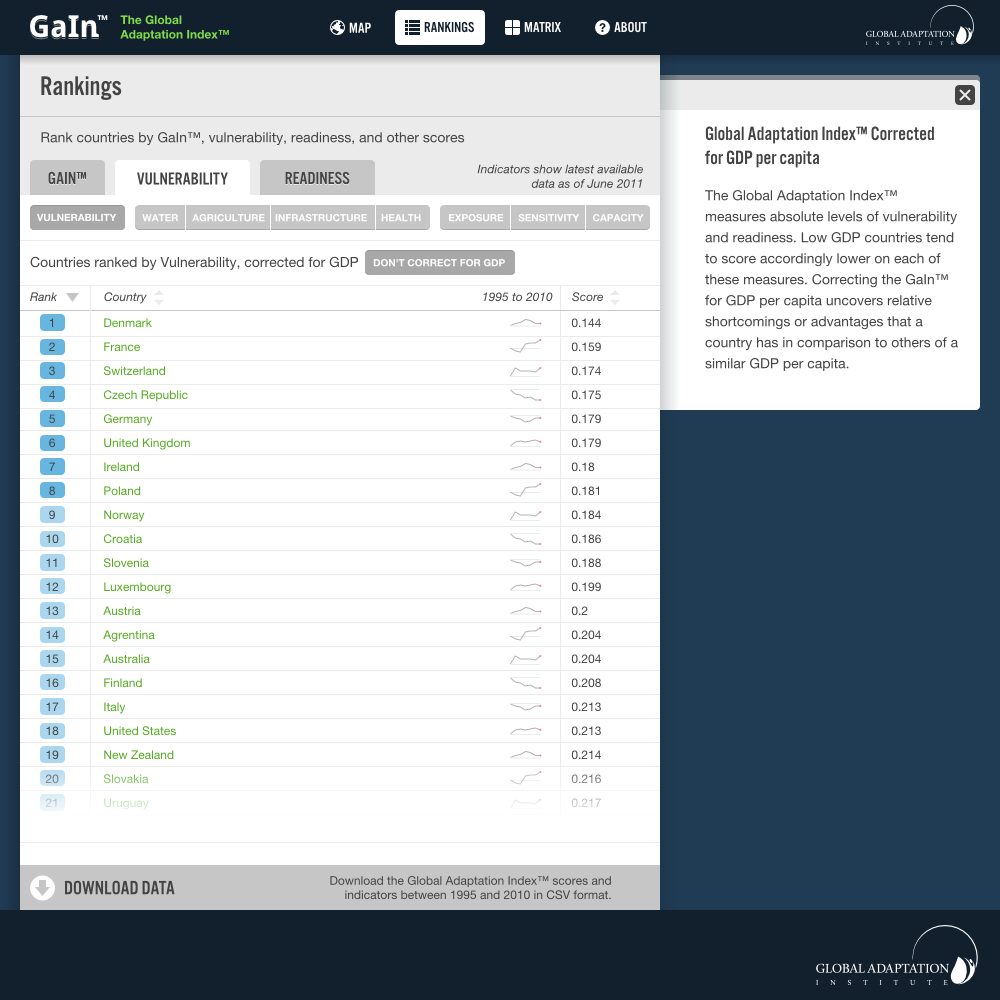 GaIn™
The Global
Adaptation Index™
MAP
RANKINGS
MATRIX
? ABOUT
GLOBAL ADAPTATION
INSTITUTE
Rankings
Rank countries by GaIn™, vulnerability, readiness, and other scores
GAIN™
VULNERABILITY
READINESS
Indicators show latest available
data as of June 2011
VULNERABILITY
WATER AGRICULTURE INFRASTRUCTURE HEALTH
EXPOSURE SENSITIVITY CAPACITY
Countries ranked by Vulnerability, corrected for GDP
DON'T CORRECT FOR GDP
Rank Country 1995 to 2010 Score
1 Denmark 0.144
2 France 0.159
3 Switzerland 0.174
4 Czech Republic 0.175
5 Germany 0.179
6 United Kingdom 0.179
7 Ireland 0.18
8 Poland 0.181
9 Norway 0.184
10 Croatia 0.186
11 Slovenia 0.188
12 Luxembourg 0.199
13 Austria 0.2
14 Agrentina 0.204
15 Australia 0.204
16 Finland 0.208
17 Italy 0.213
18 United States 0.213
19 New Zealand 0.214
20 Slovakia 0.216
21 Uruguay 0.217
DOWNLOAD DATA
Download the Global Adaptation Index™ scores and
indicators between 1995 and 2010 in CSV format.
Global Adaptation Index™ Corrected
for GDP per capita
The Global Adaptation Index™
measures absolute levels of vulnerability
and readiness. Low GDP countries tend
to score accordingly lower on each of
these measures. Correcting the GaIn™
for GDP per capita uncovers relative
shortcomings or advantages that a
country has in comparison to others of a
similar GDP per capita.
GLOBAL ADAPTATION
INSTITUTE